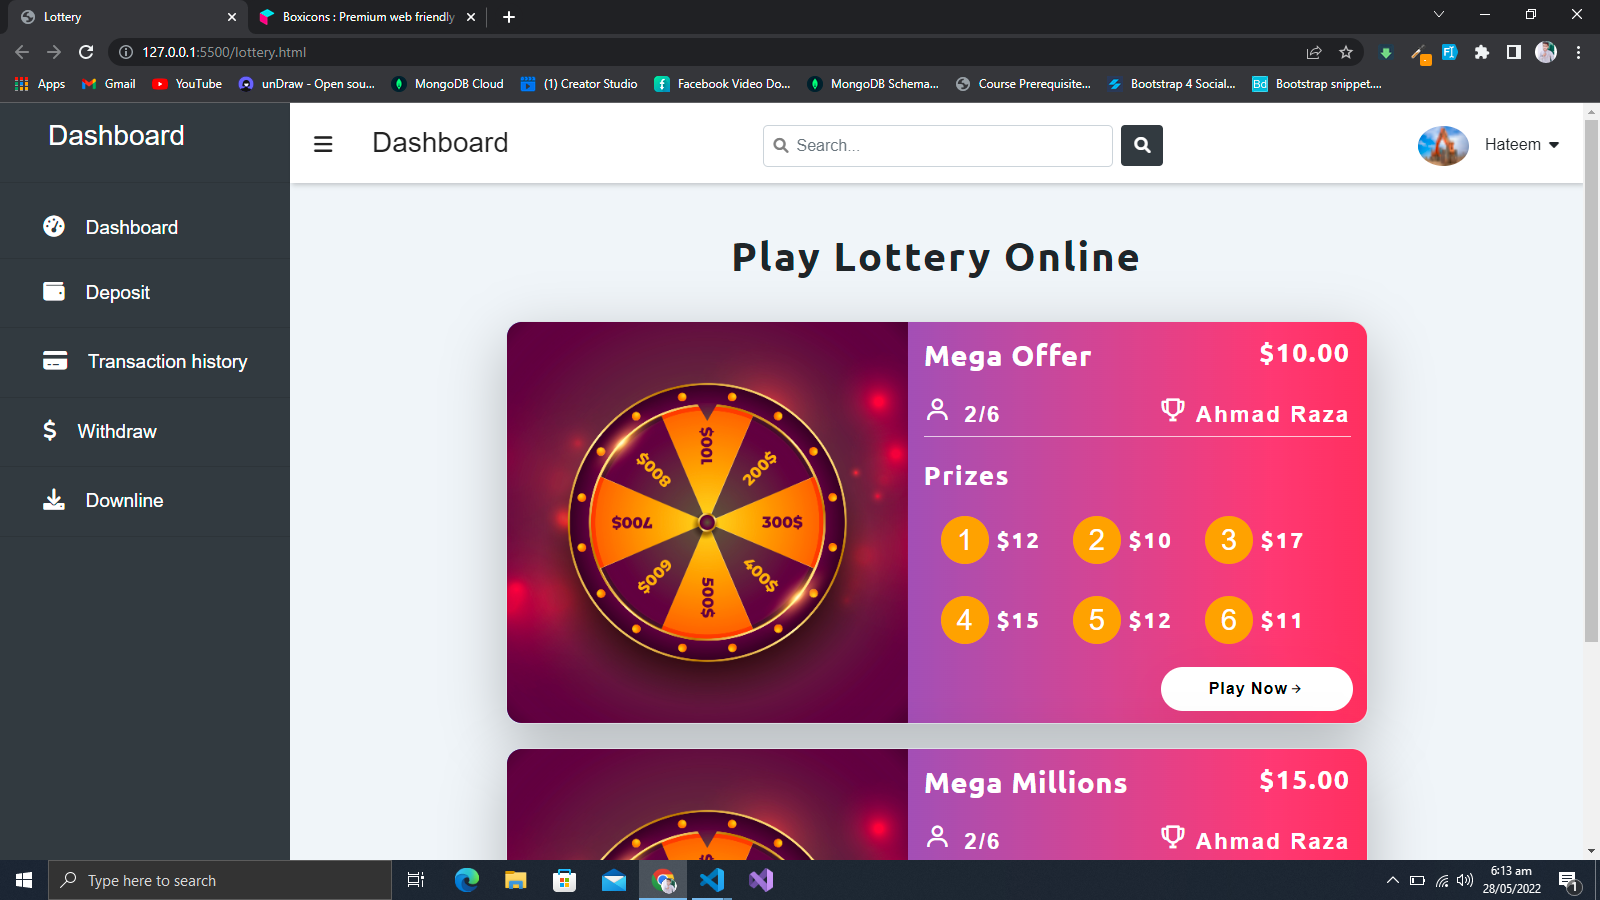 Lottery
Boxicons : Premium web friendly
127.0.0.1:5500/lottery.html
Apps
Gmail
YouTube
unDraw - Open sou...
MongoDB Cloud
(1) Creator Studio
Facebook Video Do...
MongoDB Schema...
Course Prerequisite...
Bootstrap 4 Social...
Bd
Bootstrap snippet....
Dashboard
Dashboard
Search...
Hateem
Dashboard
Deposit
Transaction history
$ Withdraw
Downline
Play Lottery Online
100$
200$
300$
400$
500$
600$
700$
800$
Mega Offer
$10.00
2/6
Ahmad Raza
Prizes
1 $12
2 $10
3 $17
4 $15
5 $12
6 $11
Play Now→
Mega Millions
$15.00
2/6
Ahmad Raza
Type here to search
6:13 am
28/05/2022
1